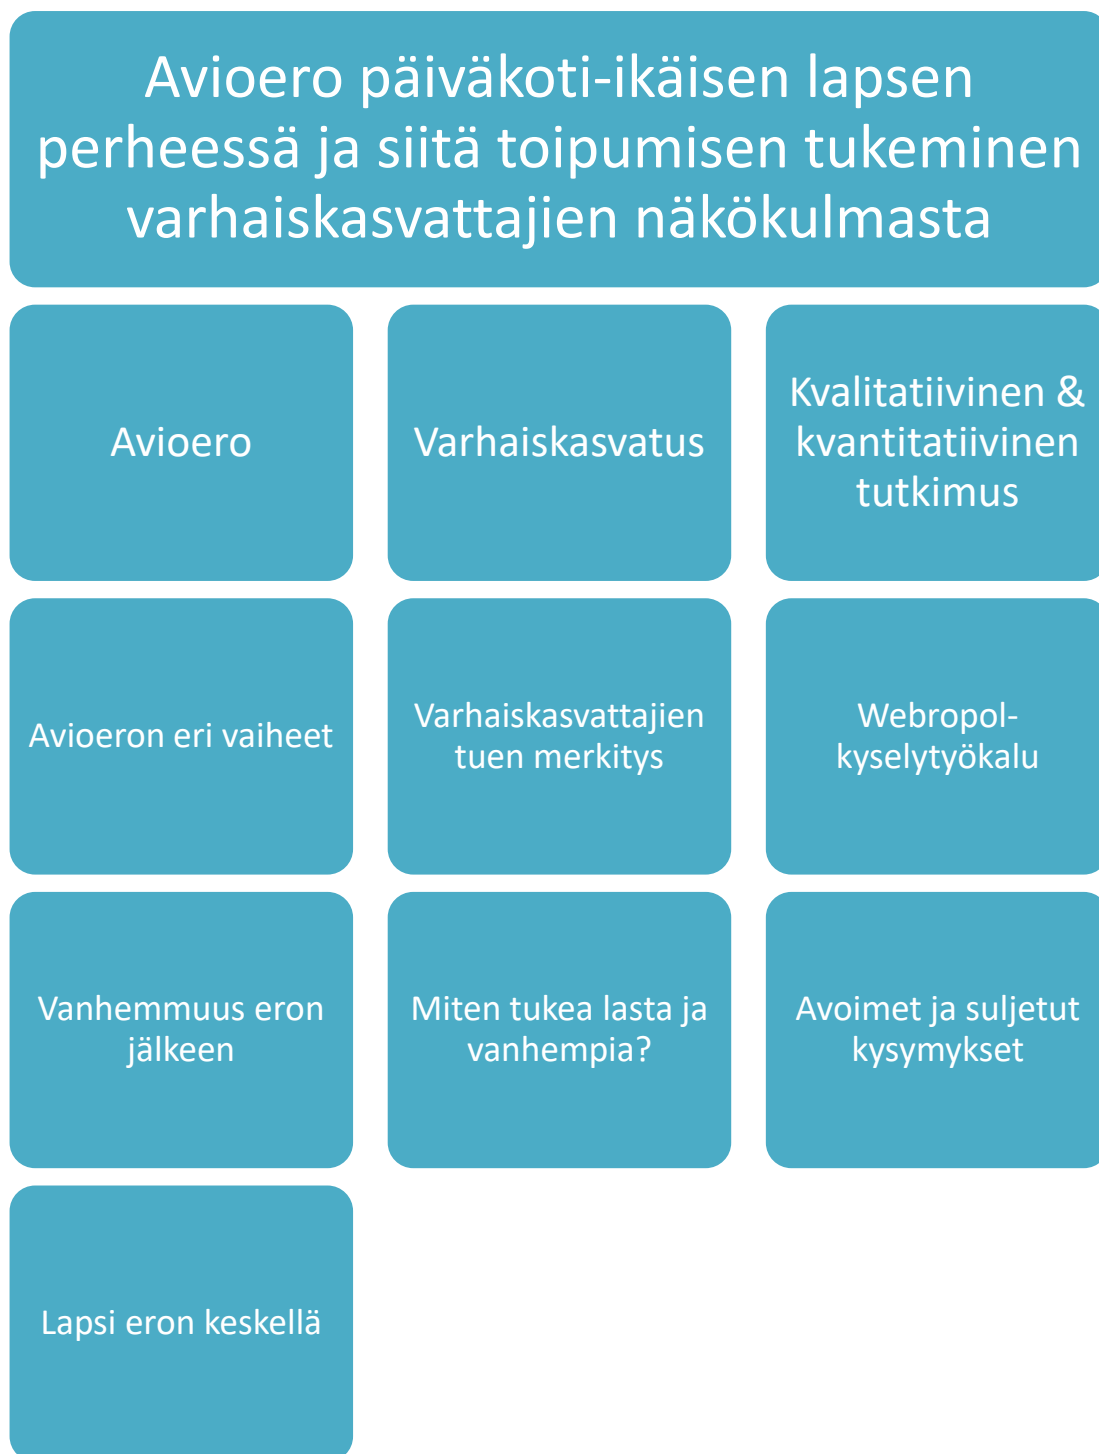 Avioero päiväkoti-ikäisen lapsen
perheessä ja siitä toipumisen tukeminen
varhaiskasvattajien näkökulmasta
Avioero
Varhaiskasvatus
Kvalitatiivinen &
kvantitatiivinen
tutkimus
Avioeron eri vaiheet
Varhaiskasvattajien
tuen merkitys
Webropol-
kyselytyökalu
Vanhemmuus eron
jälkeen
Miten tukea lasta ja
vanhempia?
Avoimet ja suljetut
kysymykset
Lapsi eron keskellä